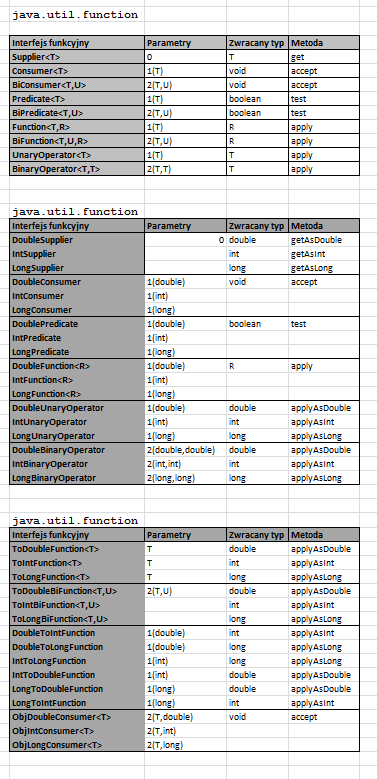 java.util.function
Interfejs funkcyjny Parametry Zwracany typ Metoda
Supplier<T> 0 T get
Consumer<T> 1(T) void accept
BiConsumer<T,U> 2(T,U) void accept
Predicate<T> 1(T) boolean test
BiPredicate<T,U> 2(T,U) boolean test
Function<T,R> 1(T) R apply
BiFunction<T,U,R> 2(T,U) R apply
UnaryOperator<T> 1(T) T apply
BinaryOperator<T,T> 2(T,T) T apply
java.util.function
Interfejs funkcyjny Parametry Zwracany typ Metoda
DoubleSupplier 0 double getAsDouble
IntSupplier int getAsInt
LongSupplier long getAsLong
DoubleConsumer 1(double) void accept
IntConsumer 1(int)
LongConsumer 1(long)
DoublePredicate 1(double) boolean test
IntPredicate 1(int)
LongPredicate 1(long)
DoubleFunction<R> 1(double) R apply
IntFunction<R> 1(int)
LongFunction<R> 1(long)
DoubleUnaryOperator 1(double) double applyAsDouble
IntUnaryOperator 1(int) int applyAsInt
LongUnaryOperator 1(long) long applyAsLong
DoubleBinaryOperator 2(double,double) double applyAsDouble
IntBinaryOperator 2(int,int) int applyAsInt
LongBinaryOperator 2(long,long) long applyAsLong
java.util.function
Interfejs funkcyjny Parametry Zwracany typ Metoda
ToDoubleFunction<T> T double applyAsDouble
ToIntFunction<T> T int applyAsInt
ToLongFunction<T> T long applyAsLong
ToDoubleBiFunction<T,U> 2(T,U) double applyAsDouble
ToIntBiFunction<T,U> int applyAsInt
ToLongBiFunction<T,U> long applyAsLong
DoubleToIntFunction 1(double) int applyAsInt
DoubleToLongFunction 1(double) long applyAsLong
IntToLongFunction 1(int) long applyAsLong
IntToDoubleFunction 1(int) double applyAsDouble
LongToDoubleFunction 1(long) double applyAsDouble
LongToIntFunction 1(long) int applyAsInt
ObjDoubleConsumer<T> 2(T,double) void accept
ObjIntConsumer<T> 2(T,int)
ObjLongConsumer<T> 2(T,long)